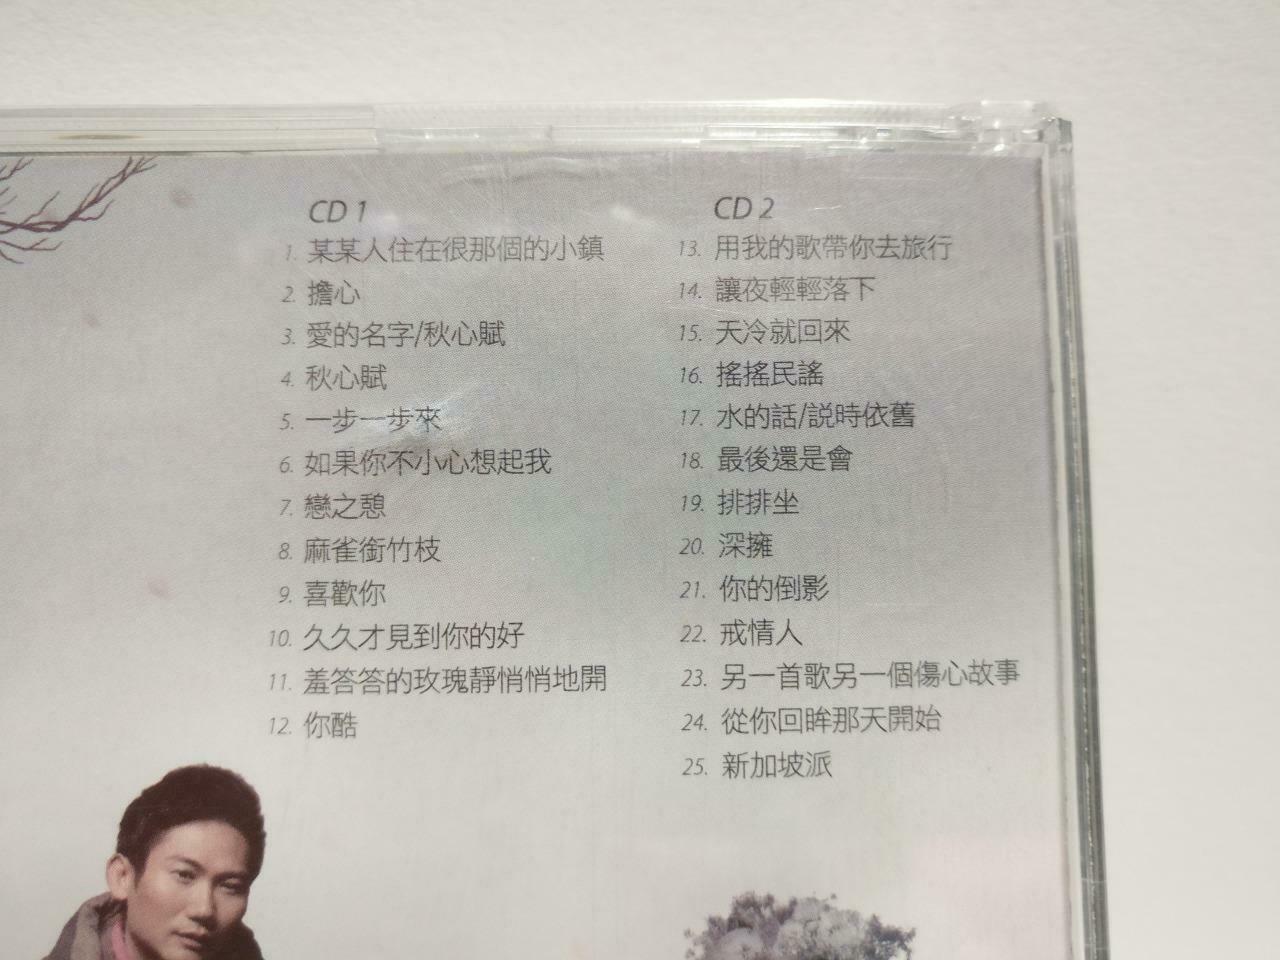 CD 1
1. 某某人住在很那個的小鎮
2. 擔心
3. 愛的名字/秋心賦
4. 秋心賦
5. 一步一步來
6. 如果你不小心想起我
7. 戀之憩
8. 麻雀銜竹枝
9. 喜歡你
10. 久久才見到你的好
11. 羞答答的玫瑰靜悄悄地開
12. 你酷
CD 2
13. 用我的歌帶你去旅行
14. 讓夜輕輕落下
15. 天冷就回來
16. 搖搖民謠
17. 水的話/説時依舊
18. 最後還是會
19. 排排坐
20. 深擁
21. 你的倒影
22. 戒情人
23. 另一首歌另一個傷心故事
24. 從你回眸那天開始
25. 新加坡派